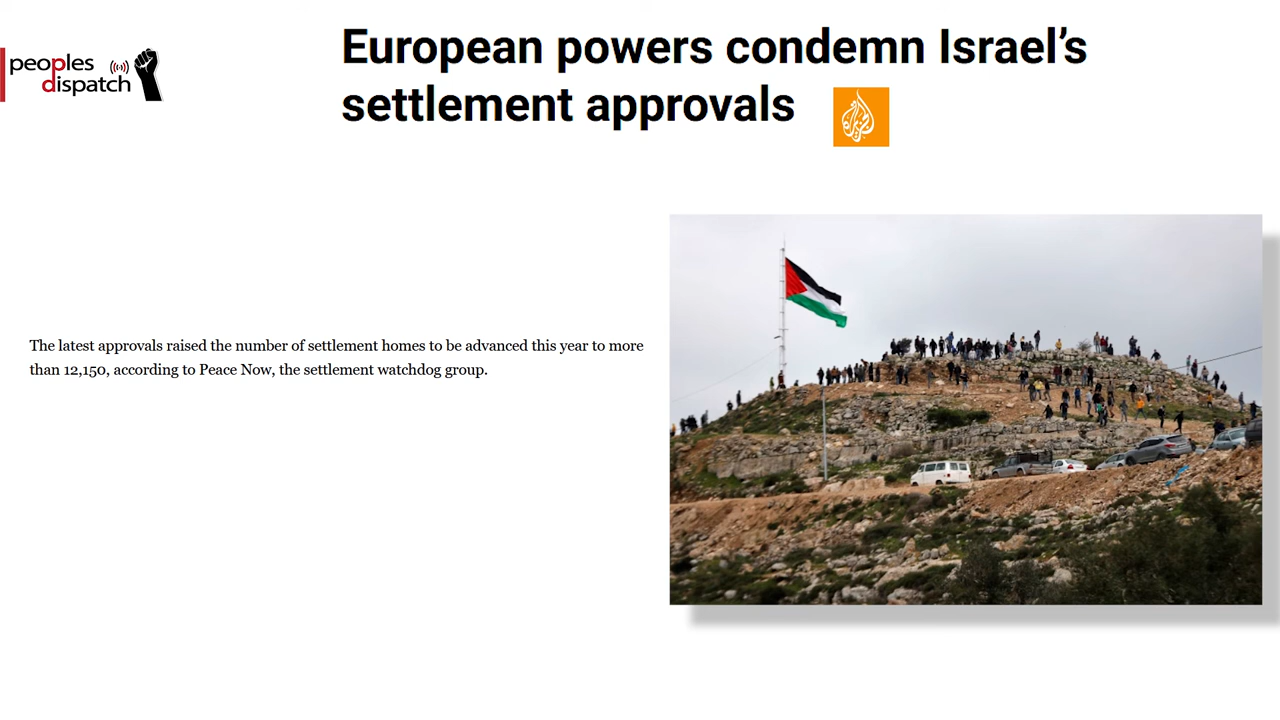 peoples
dispatch
European powers condemn Israel’s
settlement approvals
الجزيرة
The latest approvals raised the number of settlement homes to be advanced this year to more
than 12,150, according to Peace Now, the settlement watchdog group.